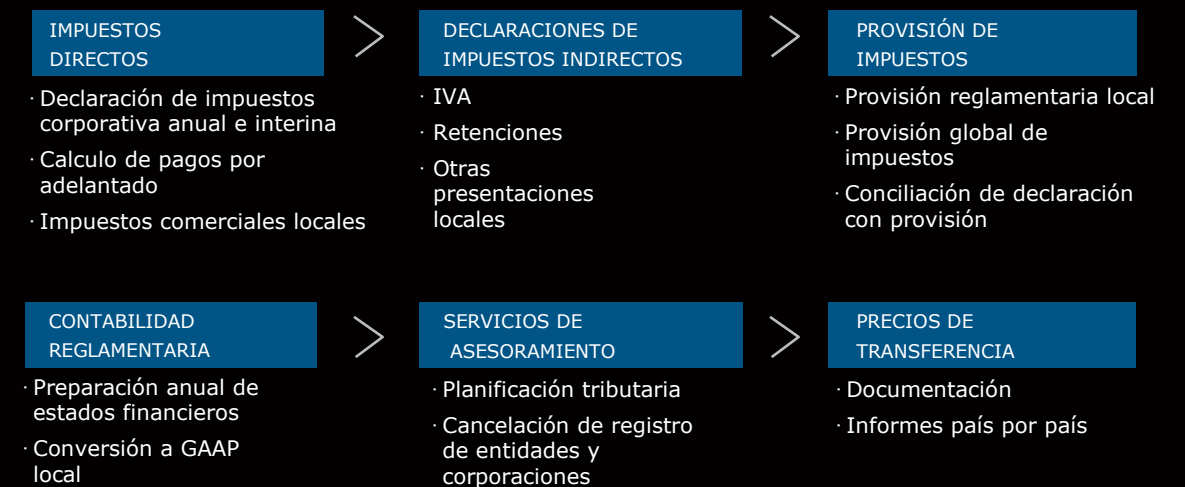 IMPUESTOS
DIRECTOS
· Declaración de impuestos
corporativa anual e interina
· Calculo de pagos por
adelantado
· Impuestos comerciales locales
DECLARACIONES DE
IMPUESTOS INDIRECTOS
· IVA
· Retenciones
· Otras
presentaciones
locales
PROVISIÓN DE
IMPUESTOS
· Provisión reglamentaria local
· Provisión global de
impuestos
· Conciliación de declaración
con provisión
CONTABILIDAD
REGLAMENTARIA
· Preparación anual de
estados financieros
· Conversión a GAAP
local
SERVICIOS DE
ASESORAMIENTO
· Planificación tributaria
· Cancelación de registro
de entidades y
corporaciones
PRECIOS DE
TRANSFERENCIA
· Documentación
· Informes país por país